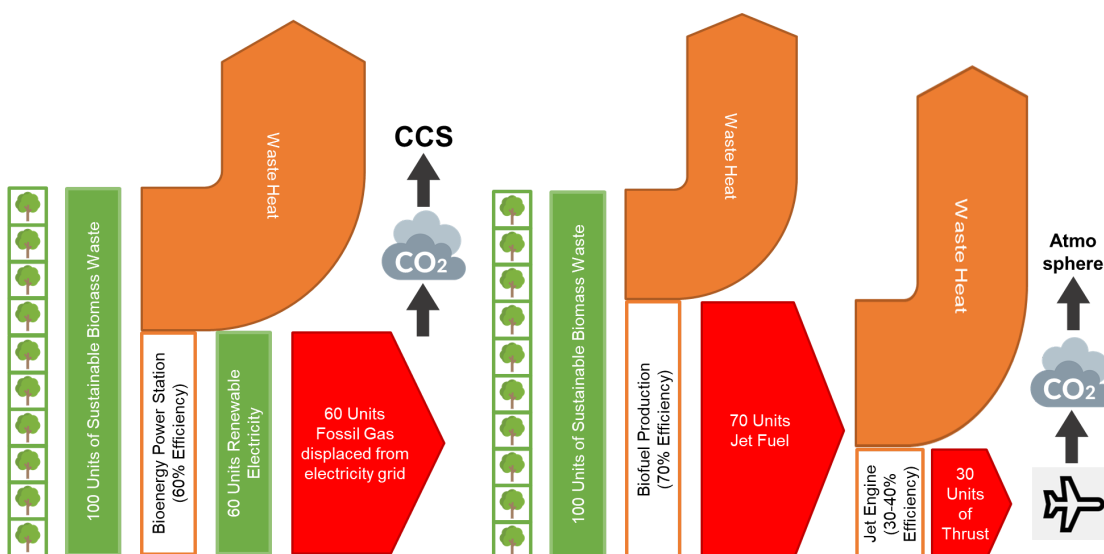 100 Units of Sustainable Biomass Waste
Waste Heat
Bioenergy Power Station
(60% Efficiency)
60 Units Renewable
Electricity
60 Units
Fossil Gas
displaced from
electricity grid
CCS
CO2
100 Units of Sustainable Biomass Waste
Waste Heat
Biofuel Production
(70% Efficiency)
70 Units
Jet Fuel
Waste Heat
Jet Engine
(30-40%
Efficiency)
30
Units
of
Thrust
Atmo
sphere
CO2